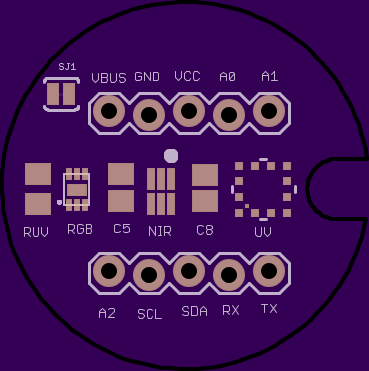 SJ1
VBUS GND VCC A0 A1
RUV RGB C5 NIR C8 UV
A2 SCL SDA RX TX